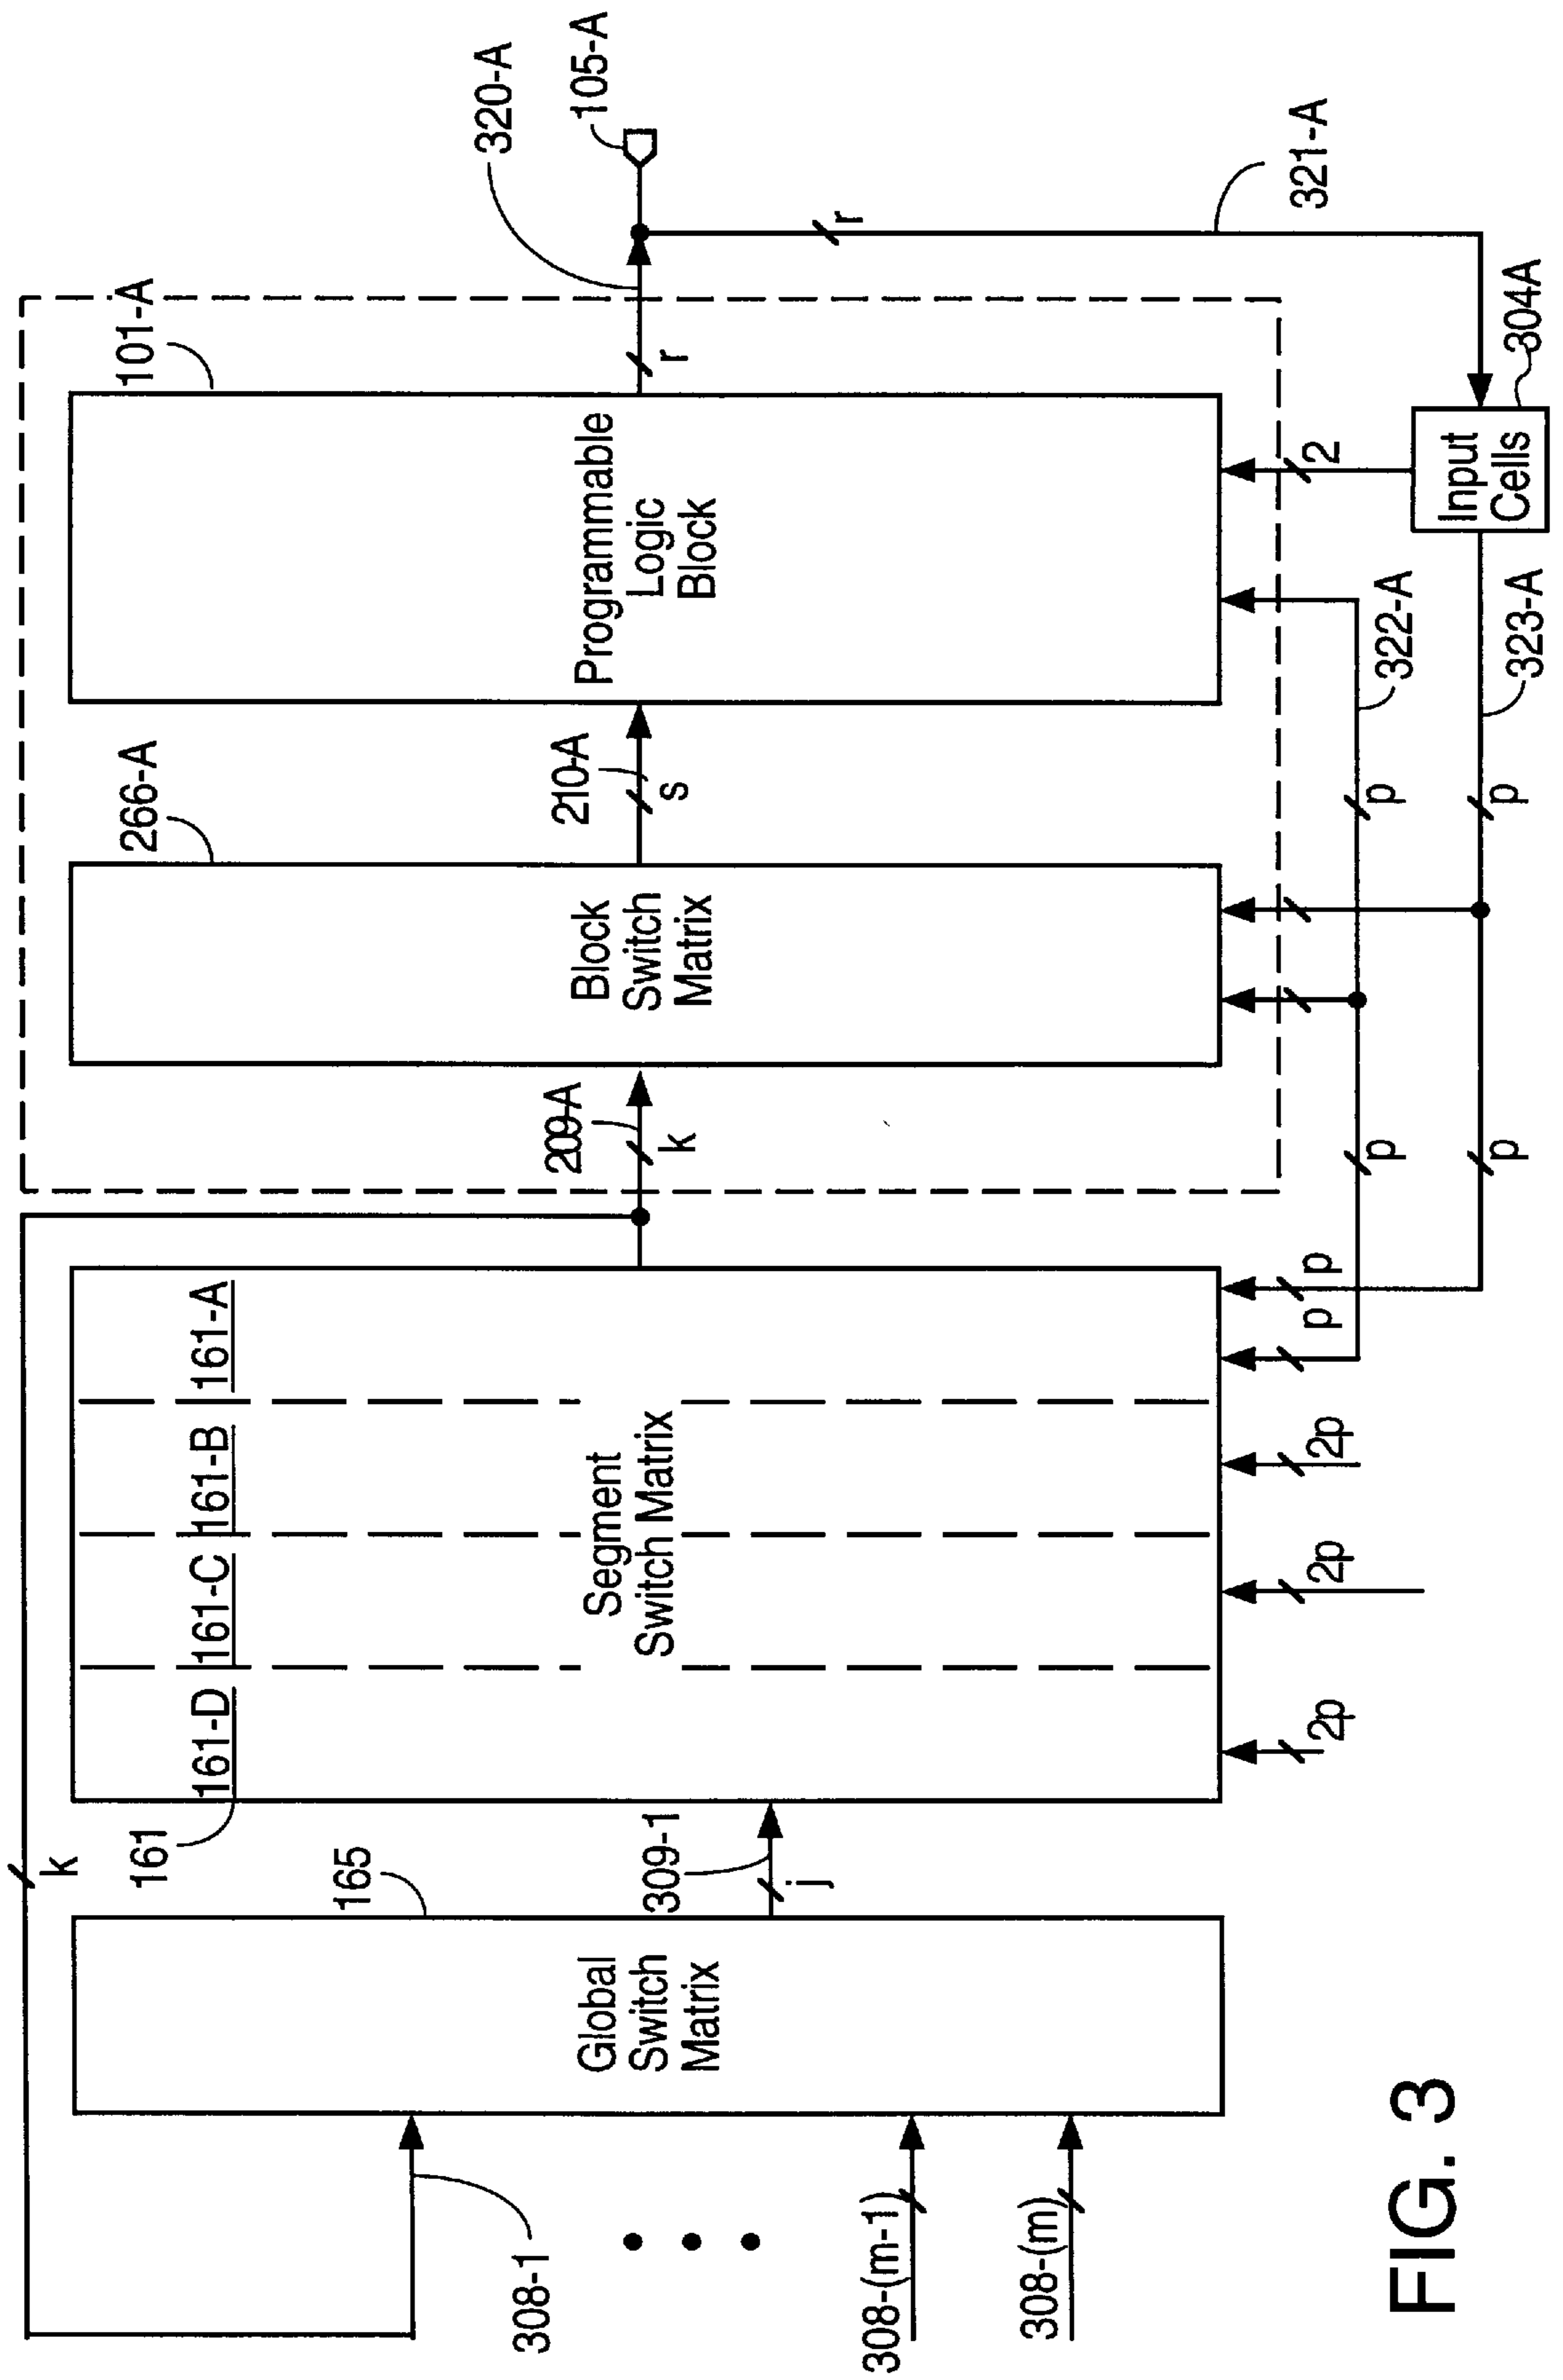 k
161
161-D
161-C
161-B
161-A
266-A
101-A
165
320-A
105-A
308-1
Global
Switch
Matrix
309-1
j
Segment
Switch Matrix
209-A
k
Block
Switch
Matrix
210-A
s
Programmable
Logic
Block
r
r
321-A
308-(m-1)
308-(m)
2p
2p
2p
p
p
p
p
322-A
2
p
p
323-A
Input
Cells
304A
FIG. 3